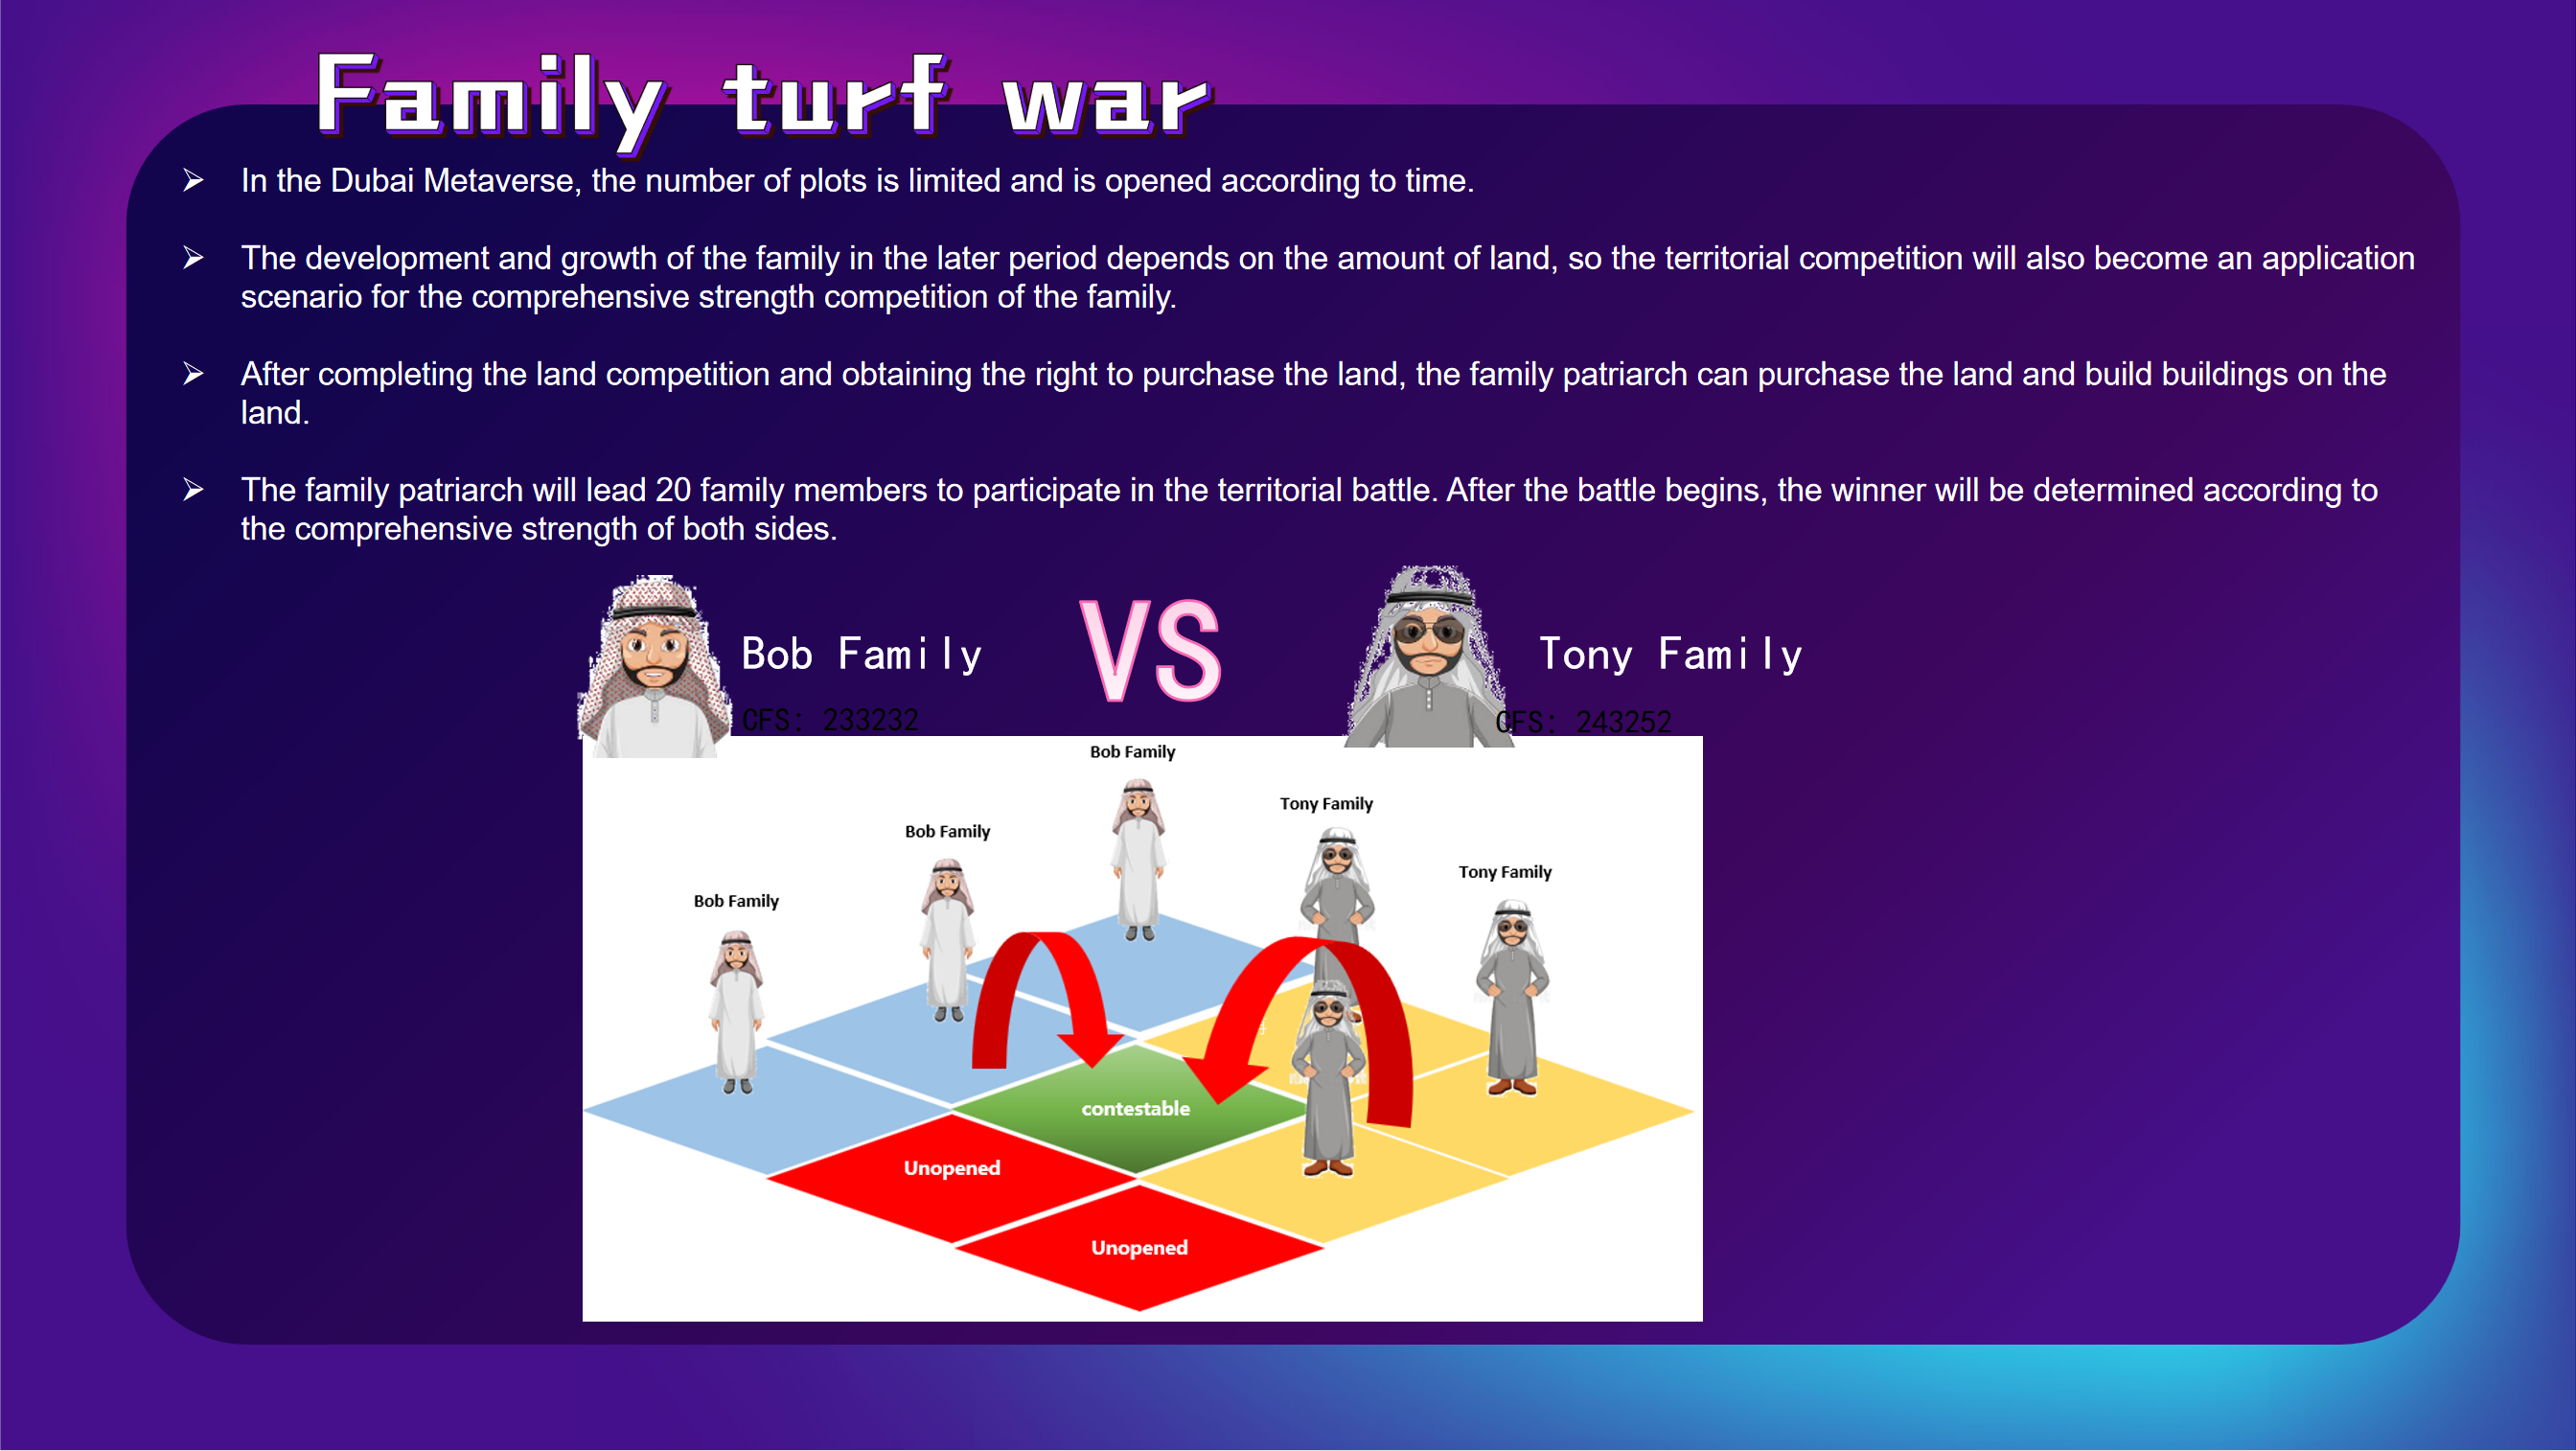 Family turf war
➢ In the Dubai Metaverse, the number of plots is limited and is opened according to time.
➢ The development and growth of the family in the later period depends on the amount of land, so the territorial competition will also become an application
scenario for the comprehensive strength competition of the family.
➢ After completing the land competition and obtaining the right to purchase the land, the family patriarch can purchase the land and build buildings on the
land.
➢ The family patriarch will lead 20 family members to participate in the territorial battle. After the battle begins, the winner will be determined according to
the comprehensive strength of both sides.
Bob Family
VS
Tony Family
CFS: 233232
CFS: 243252
Bob Family
Tony Family
Bob Family
Tony Family
Bob Family
contestable
Unopened
Unopened